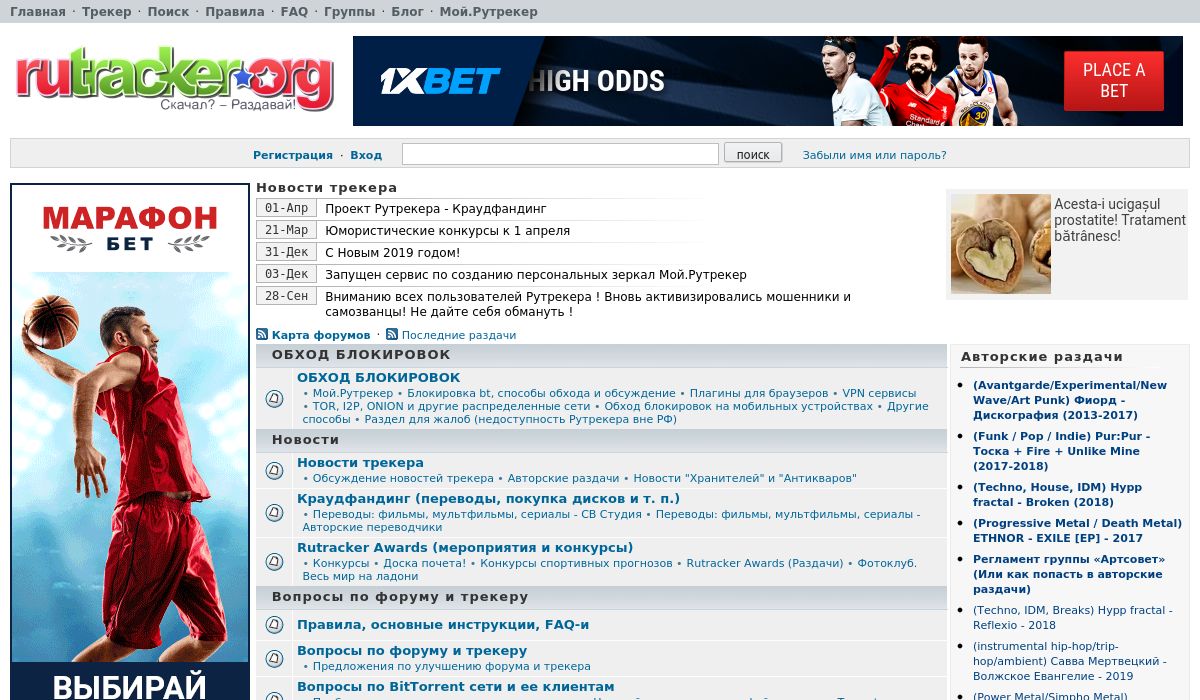 Главная · Трекер · Поиск · Правила · FAQ · Группы · Блог · Мой.Рутрекер
rutracker.org
Скачал? – Раздавай!
1XBET
HIGH ODDS
PLACE A
BET
Standard
30
Регистрация · Вход
поиск
Забыли имя или пароль?
МАРАФОН
БЕТ
ВЫБИРАЙ
Новости трекера
01-Апр Проект Рутрекера - Краудфандинг
21-Мар Юмористические конкурсы к 1 апреля
31-Дек С Новым 2019 годом!
03-Дек Запущен сервис по созданию персональных зеркал Мой.Рутрекер
28-Сен Вниманию всех пользователей Рутрекера ! Вновь активизировались мошенники и
самозванцы! Не дайте себя обмануть !
Acesta-i ucigașul
prostatite! Tratament
bătrânesc!
Карта форумов · Последние раздачи
ОБХОД БЛОКИРОВОК
ОБХОД БЛОКИРОВОК
• Мой.Рутрекер • Блокировка bt, способы обхода и обсуждение • Плагины для браузеров • VPN сервисы
• TOR, I2P, ONION и другие распределенные сети • Обход блокировок на мобильных устройствах • Другие
способы • Раздел для жалоб (недоступность Рутрекера вне РФ)
Новости
Новости трекера
• Обсуждение новостей трекера • Авторские раздачи • Новости "Хранителей" и "Антикваров"
Краудфандинг (переводы, покупка дисков и т. п.)
• Переводы: фильмы, мультфильмы, сериалы - СВ Студия • Переводы: фильмы, мультфильмы, сериалы -
Авторские переводчики
Rutracker Awards (мероприятия и конкурсы)
• Конкурсы • Доска почета! • Конкурсы спортивных прогнозов • Rutracker Awards (Раздачи) • Фотоклуб.
Весь мир на ладони
Вопросы по форуму и трекеру
Правила, основные инструкции, FAQ-и
Вопросы по форуму и трекеру
• Предложения по улучшению форума и трекера
Вопросы по BitTorrent сети и ее клиентам
Авторские раздачи
• (Avantgarde/Experimental/New
Wave/Art Punk) Фиорд -
Дискография (2013-2017)
• (Funk / Pop / Indie) Pur:Pur -
Тоска + Fire + Unlike Mine
(2017-2018)
• (Techno, House, IDM) Hypp
fractal - Broken (2018)
• (Progressive Metal / Death Metal)
ETHNOR - EXILE [EP] - 2017
• Регламент группы «Артсовет»
(Или как попасть в авторские
раздачи)
• (Techno, IDM, Breaks) Hypp fractal -
Reflexio - 2018
• (instrumental hip-hop/trip-
hop/ambient) Савва Мертвецкий -
Волжское Евангелие - 2019
• (Power Metal/Simpho Metal)